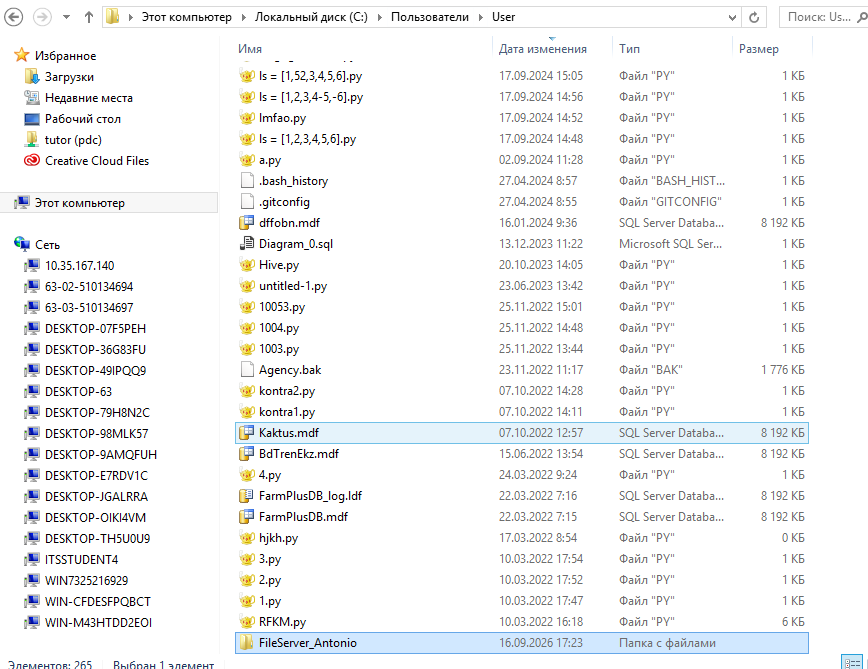 Этот компьютер Локальный диск (C:) Пользователи User
Поиск: Us...
Избранное
Загрузки
Недавние места
Рабочий стол
tutor (pdc)
Creative Cloud Files
Этот компьютер
Сеть
10.35.167.140
63-02-510134694
63-03-510134697
DESKTOP-07F5PEH
DESKTOP-36G83FU
DESKTOP-49IPQQ9
DESKTOP-63
DESKTOP-79H8N2C
DESKTOP-98MLK57
DESKTOP-9AMQFUH
DESKTOP-E7RDV1C
DESKTOP-JGALRRA
DESKTOP-OIKI4VM
DESKTOP-TH5U0U9
ITSSTUDENT4
WIN7325216929
WIN-CFDESFPQBCT
WIN-M43HTDD2EOI
Имя Дата изменения Тип Размер
ls = [1,52,3,4,5,6].py 17.09.2024 15:05 Файл "PY" 1 КБ
ls = [1,2,3,4-5,-6].py 17.09.2024 14:56 Файл "PY" 1 КБ
lmfao.py 17.09.2024 14:52 Файл "PY" 1 КБ
ls = [1,2,3,4,5,6].py 17.09.2024 14:48 Файл "PY" 1 КБ
a.py 02.09.2024 11:28 Файл "PY" 1 КБ
.bash_history 27.04.2024 8:57 Файл "BASH_HIST... 1 КБ
.gitconfig 27.04.2024 8:55 Файл "GITCONFIG" 1 КБ
dffobn.mdf 16.01.2024 9:36 SQL Server Databa... 8 192 КБ
Diagram_0.sql 13.12.2023 11:22 Microsoft SQL Ser... 1 КБ
Hive.py 20.10.2023 14:05 Файл "PY" 1 КБ
untitled-1.py 23.06.2023 13:42 Файл "PY" 1 КБ
10053.py 25.11.2022 15:01 Файл "PY" 1 КБ
1004.py 25.11.2022 14:48 Файл "PY" 1 КБ
1003.py 25.11.2022 13:44 Файл "PY" 1 КБ
Agency.bak 23.11.2022 11:17 Файл "BAK" 1 776 КБ
kontra2.py 07.10.2022 14:28 Файл "PY" 1 КБ
kontra1.py 07.10.2022 14:11 Файл "PY" 1 КБ
Kaktus.mdf 07.10.2022 12:57 SQL Server Databa... 8 192 КБ
BdTrenEkz.mdf 15.06.2022 13:54 SQL Server Databa... 8 192 КБ
4.py 24.03.2022 9:24 Файл "PY" 1 КБ
FarmPlusDB_log.ldf 22.03.2022 7:16 SQL Server Databa... 8 192 КБ
FarmPlusDB.mdf 22.03.2022 7:15 SQL Server Databa... 8 192 КБ
hjkh.py 17.03.2022 8:54 Файл "PY" 0 КБ
3.py 10.03.2022 17:54 Файл "PY" 1 КБ
2.py 10.03.2022 17:52 Файл "PY" 1 КБ
1.py 10.03.2022 17:47 Файл "PY" 1 КБ
RFKM.py 10.03.2022 16:18 Файл "PY" 6 КБ
FileServer_Antonio 16.09.2026 17:23 Папка с файлами
Элементов: 265 Выбран 1 элемент